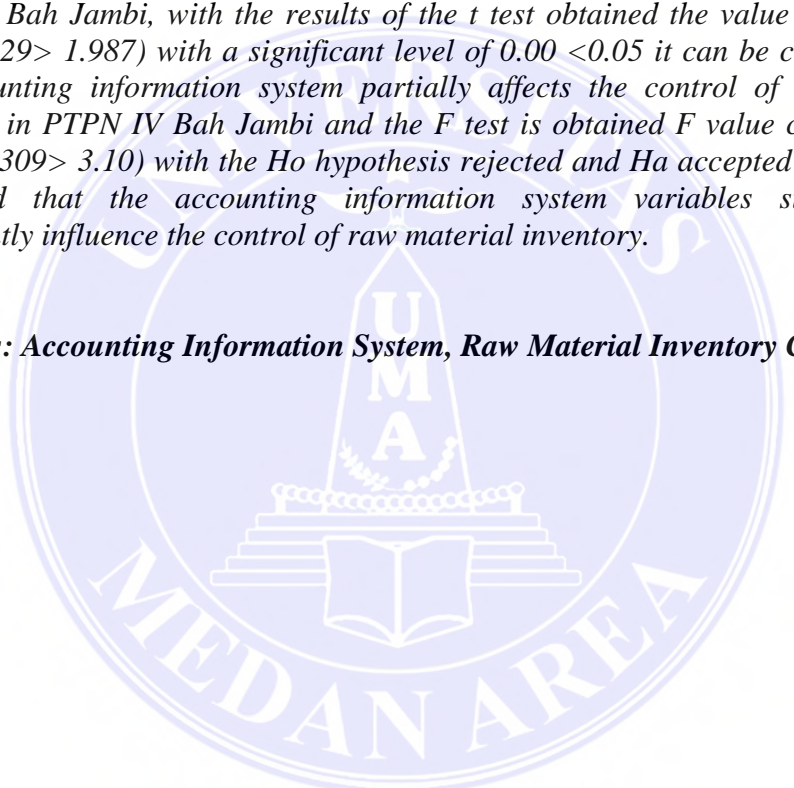 Bah Jambi, with the results of the t test obtained the value
29> 1.987) with a significant level of 0.00 <0.05 it can be c
unting information system partially affects the control of
in PTPN IV Bah Jambi and the F test is obtained F value c
309> 3.10) with the Ho hypothesis rejected and Ha accepted
d that the accounting information system variables s
tly influence the control of raw material inventory.
: Accounting Information System, Raw Material Inventory C
UNIVERSITAS
U
M
A
MEDAN AREA